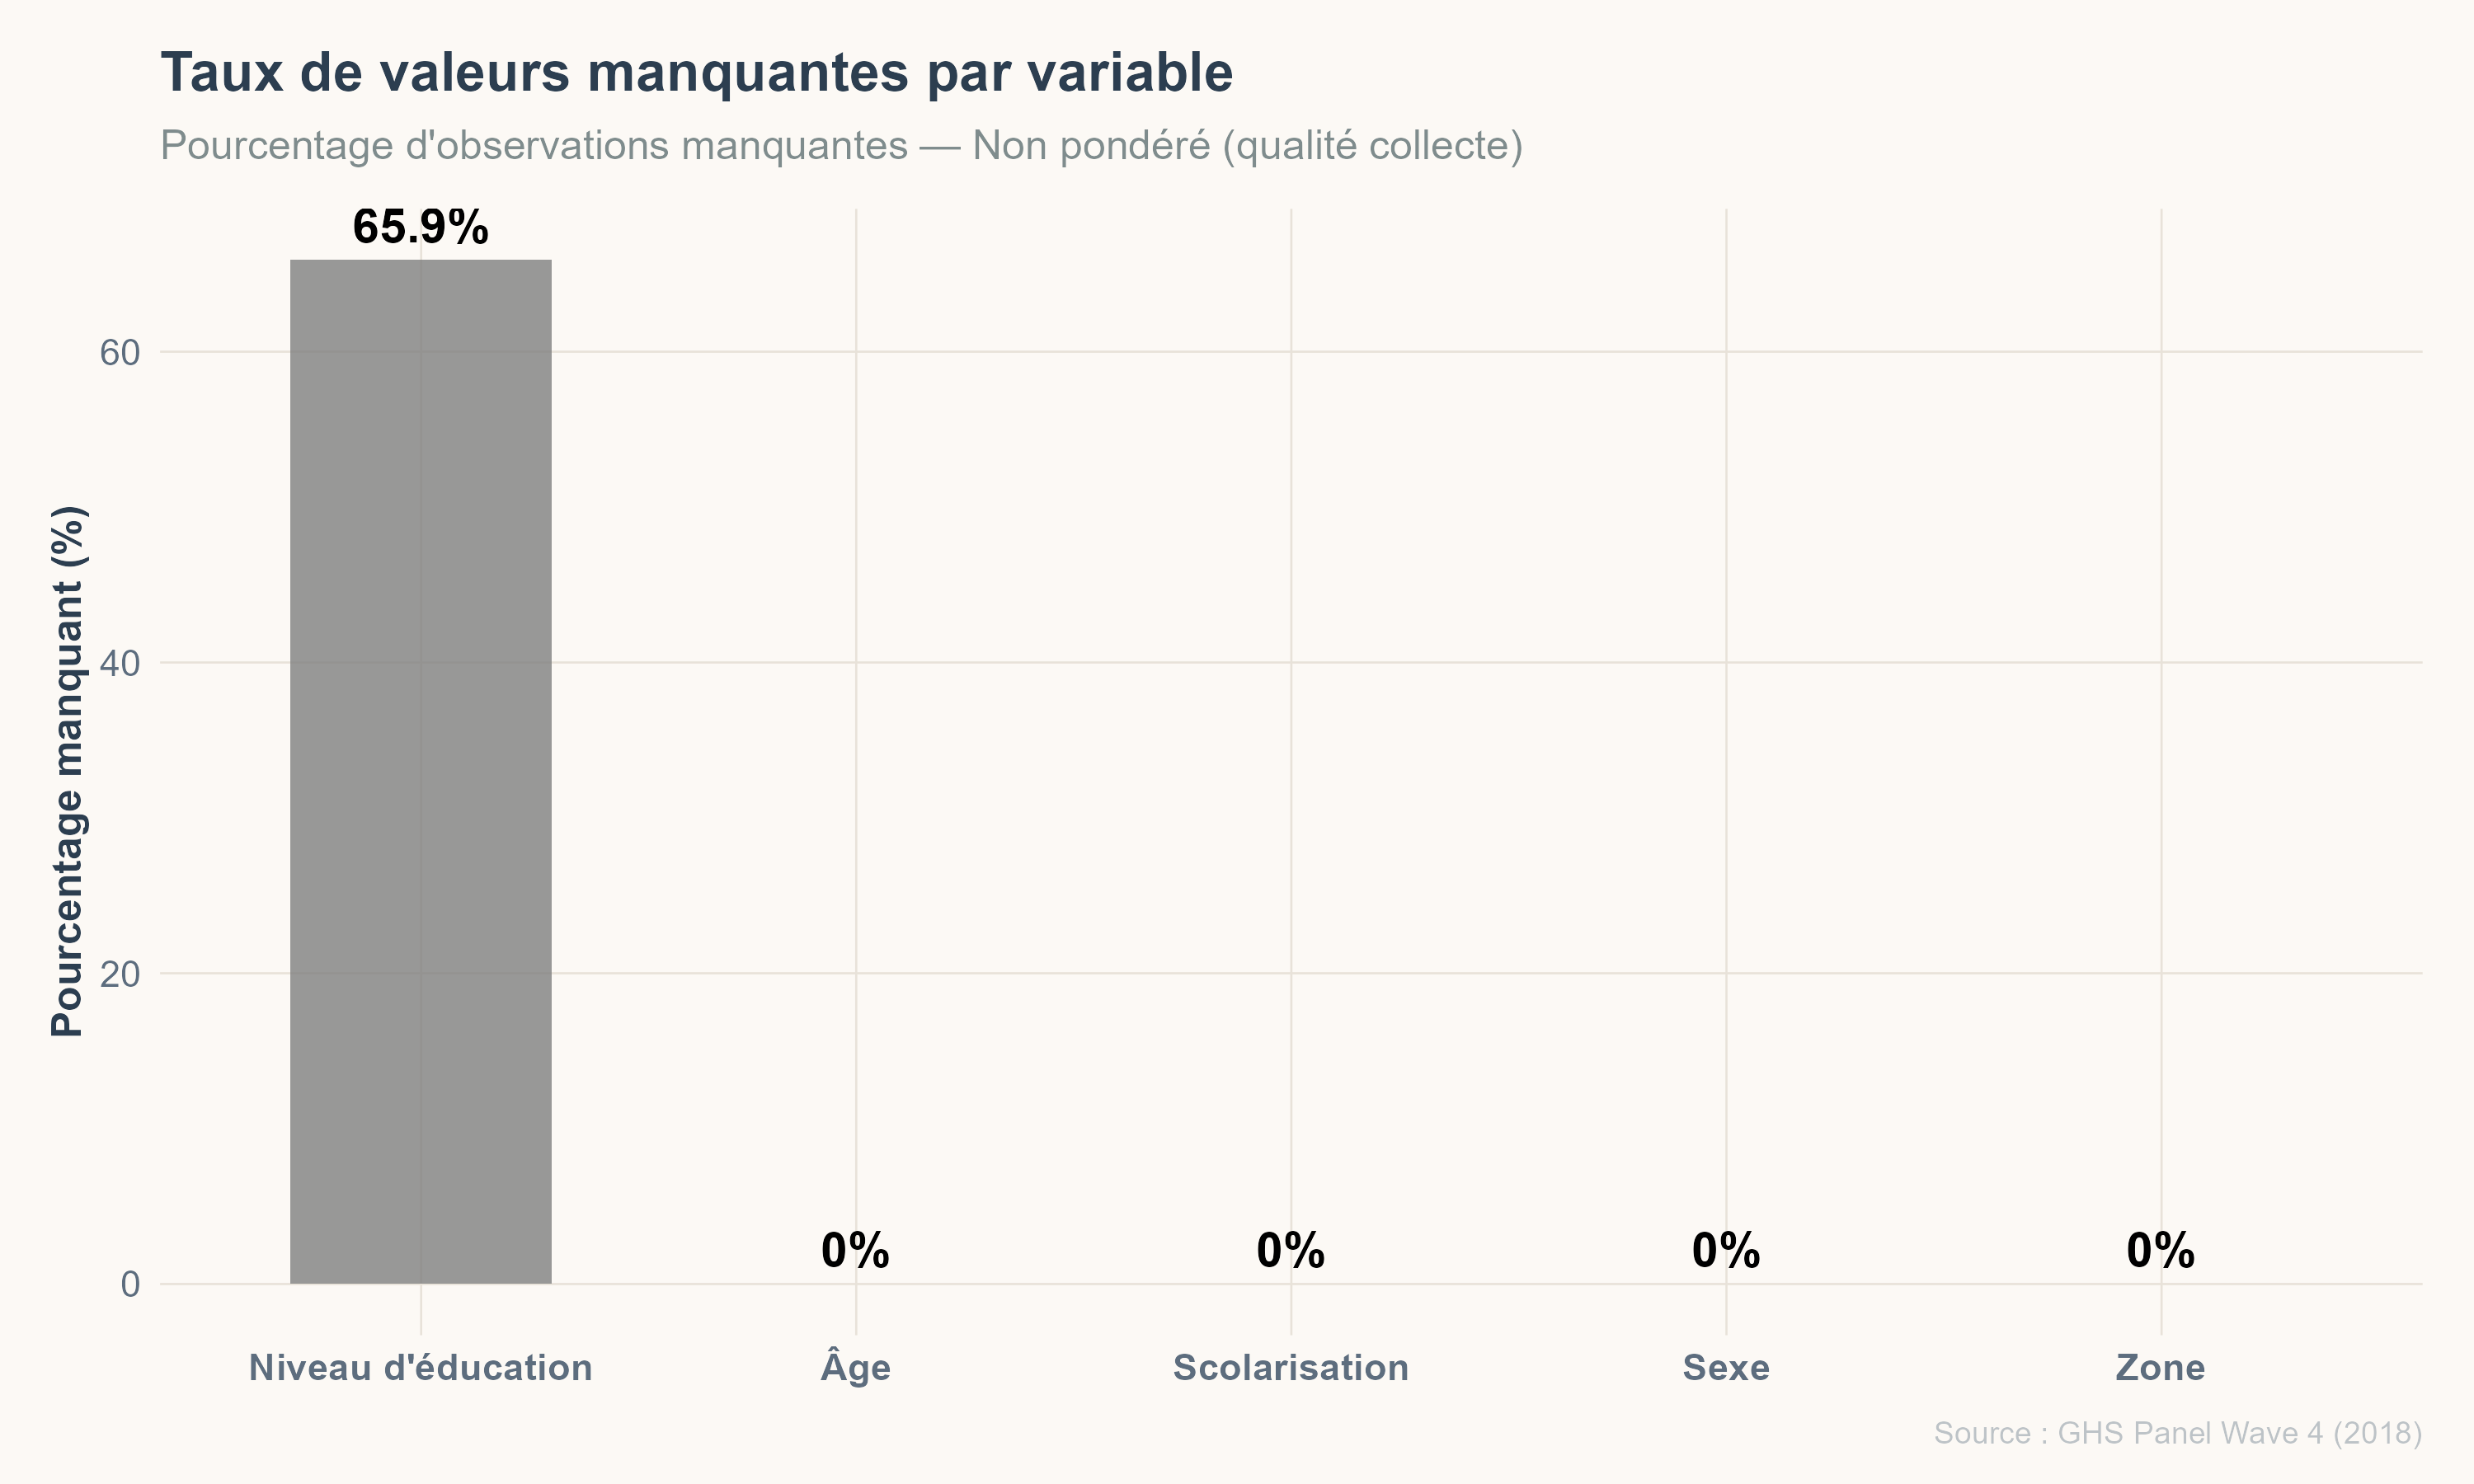 Taux de valeurs manquantes par variable
Pourcentage d'observations manquantes — Non pondéré (qualité collecte)
65.9%
60
40
20
0
Pourcentage manquant (%)
0%
0%
0%
0%
Niveau d'éducation
Âge
Scolarisation
Sexe
Zone
Source : GHS Panel Wave 4 (2018)